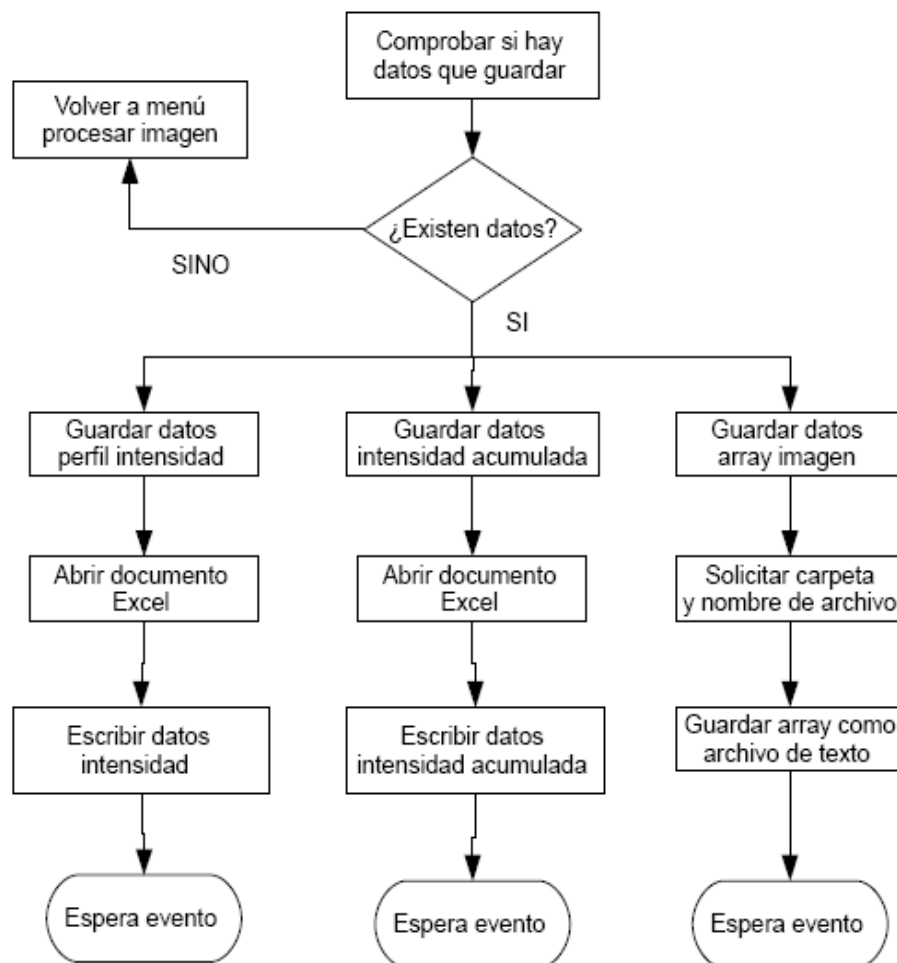 Comprobar si hay
datos que guardar
Volver a menú
procesar imagen
¿Existen datos?
SINO
SI
Guardar datos
perfil intensidad
Guardar datos
intensidad acumulada
Guardar datos
array imagen
Abrir documento
Excel
Abrir documento
Excel
Solicitar carpeta
y nombre de archivo
Escribir datos
intensidad
Escribir datos
intensidad acumulada
Guardar array como
archivo de texto
Espera evento
Espera evento
Espera evento